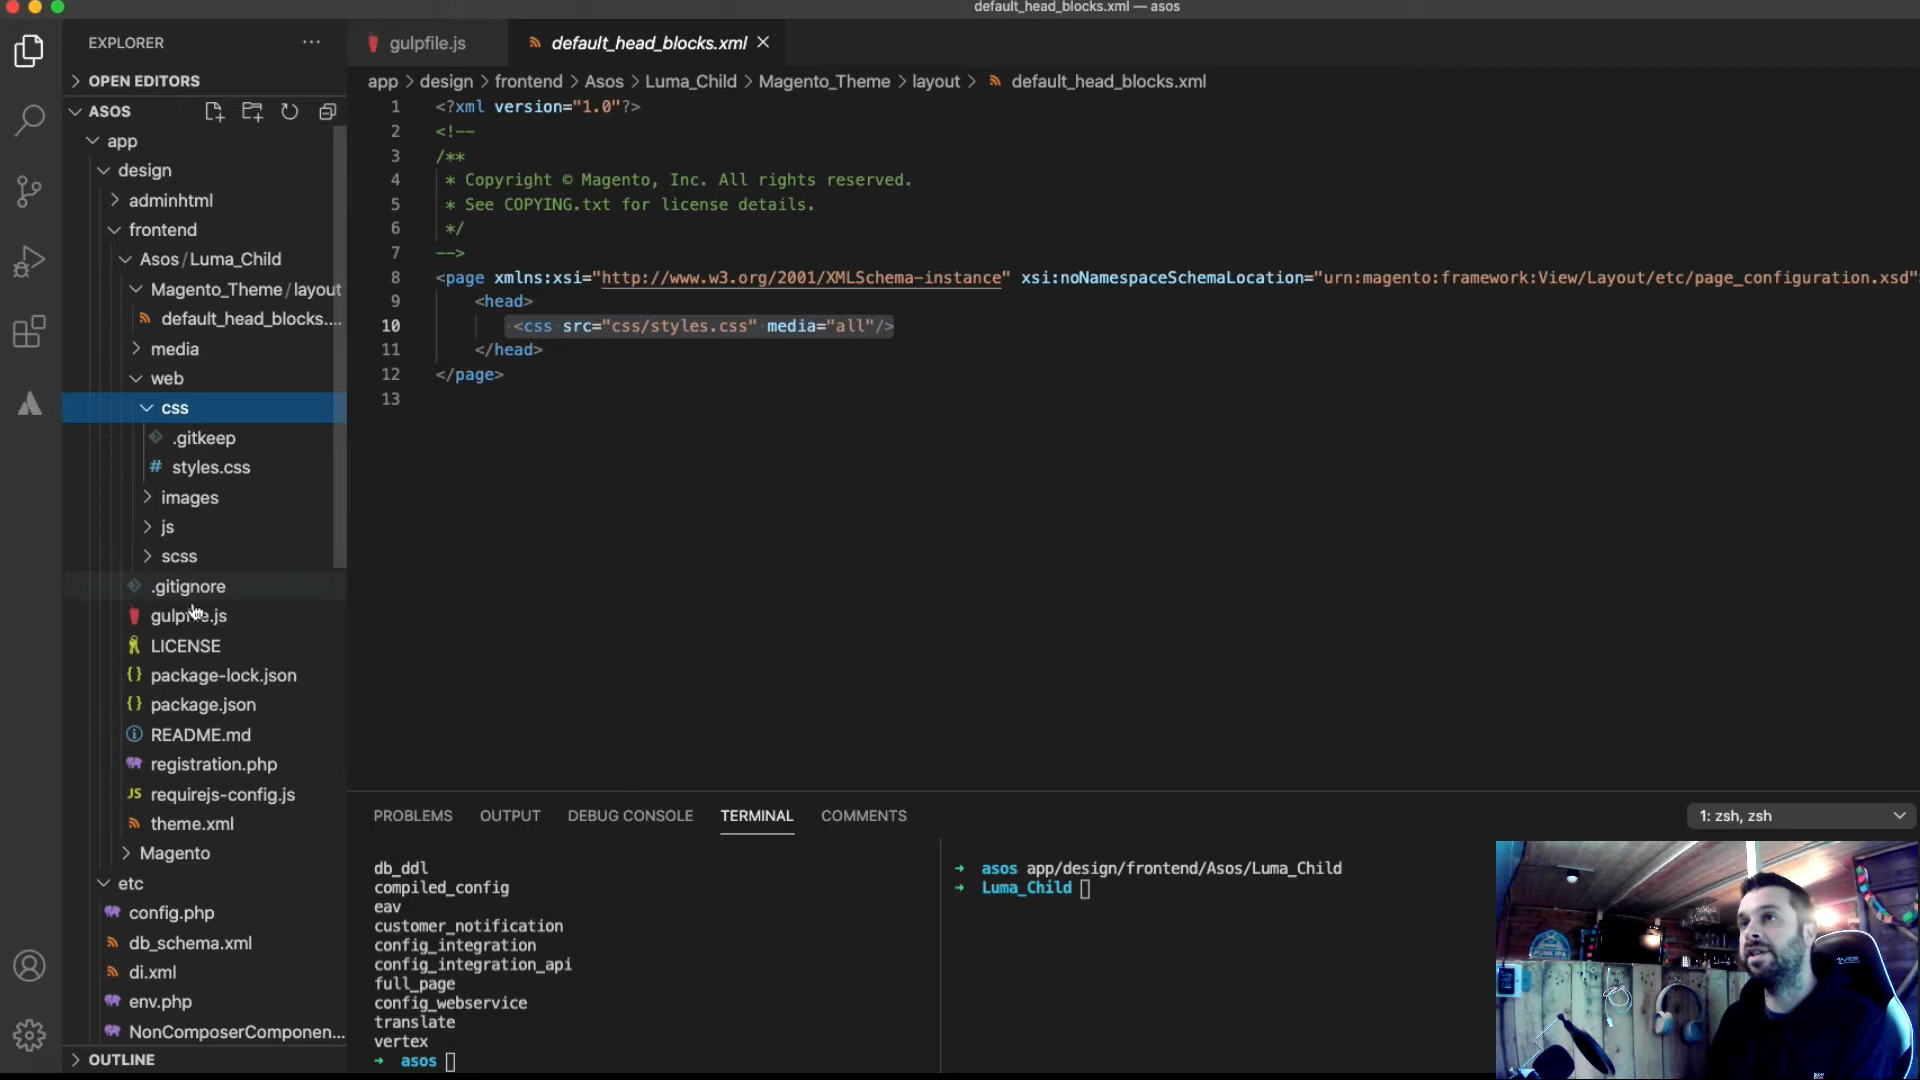 default_head_blocks.xml — asos
EXPLORER
OPEN EDITORS
ASOS
app
design
adminhtml
frontend
Asos / Luma_Child
Magento_Theme / layout
default_head_blocks....
media
web
css
.gitkeep
styles.css
images
js
scss
.gitignore
gulpfile.js
LICENSE
package-lock.json
package.json
README.md
registration.php
requirejs-config.js
theme.xml
Magento
etc
config.php
db_schema.xml
di.xml
env.php
NonComposerComponen...
OUTLINE
gulpfile.js
default_head_blocks.xml
app > design > frontend > Asos > Luma_Child > Magento_Theme > layout > default_head_blocks.xml
1 <?xml version="1.0"?>
2 <!--
3 /**
4 * Copyright © Magento, Inc. All rights reserved.
5 * See COPYING.txt for license details.
6 */
7 -->
8 <page xmlns:xsi="http://www.w3.org/2001/XMLSchema-instance" xsi:noNamespaceSchemaLocation="urn:magento:framework:View/Layout/etc/page_configuration.xsd"
9 <head>
10 <css src="css/styles.css" media="all"/>
11 </head>
12 </page>
13
PROBLEMS OUTPUT DEBUG CONSOLE TERMINAL COMMENTS
1: zsh, zsh
db_ddl
compiled_config
eav
customer_notification
config_integration
config_integration_api
full_page
config_webservice
translate
vertex
→ asos
→ asos app/design/frontend/Asos/Luma_Child
→ Luma_Child